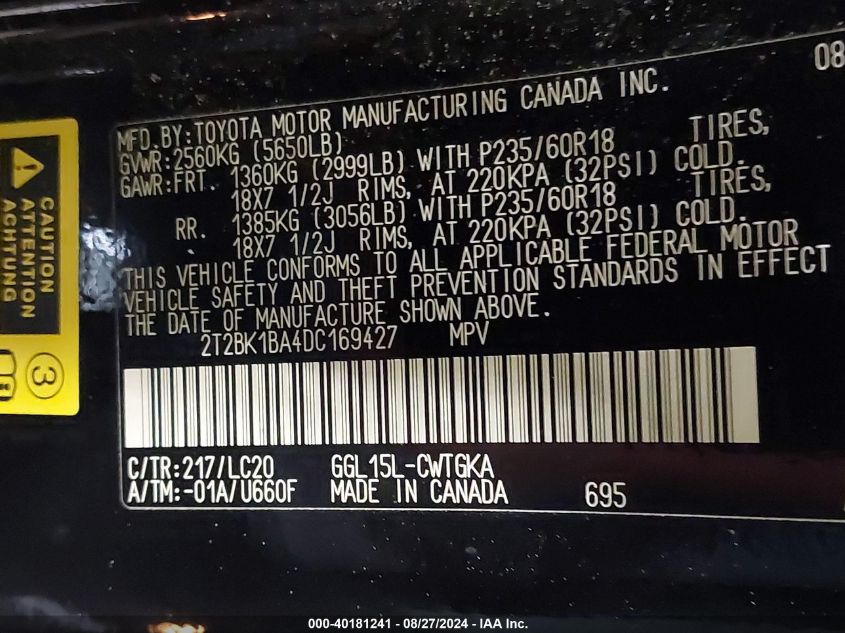 08
MFD.BY:TOYOTA MOTOR MANUFACTURING CANADA INC.
GVWR:2560KG (5650LB)
GAWR:FRT. 1360KG (2999LB) WITH P235/60R18 TIRES,
18X7 1/2J RIMS, AT 220KPA (32PSI) COLD.
RR. 1385KG (3056LB) WITH P235/60R18 TIRES,
18X7 1/2J RIMS, AT 220KPA (32PSI) COLD.
THIS VEHICLE CONFORMS TO ALL APPLICABLE FEDERAL MOTOR
VEHICLE SAFETY AND THEFT PREVENTION STANDARDS IN EFFECT
THE DATE OF MANUFACTURE SHOWN ABOVE.
2T2BK1BA4DC169427 MPV
C/TR:217/LC20 GGL15L-CWTGKA
A/TM:-01A/U660F MADE IN CANADA 695
CAUTION
ATTENTION
ACHTUNG
3
000-40181241 - 08/27/2024 - IAA Inc.